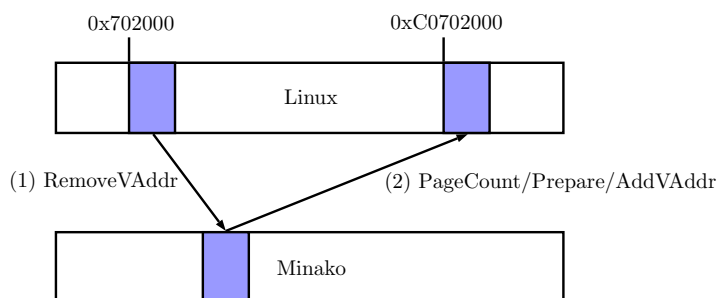 0x702000
0xC0702000
Linux
(1) RemoveVAddr
(2) PageCount/Prepare/AddVAddr
Minako